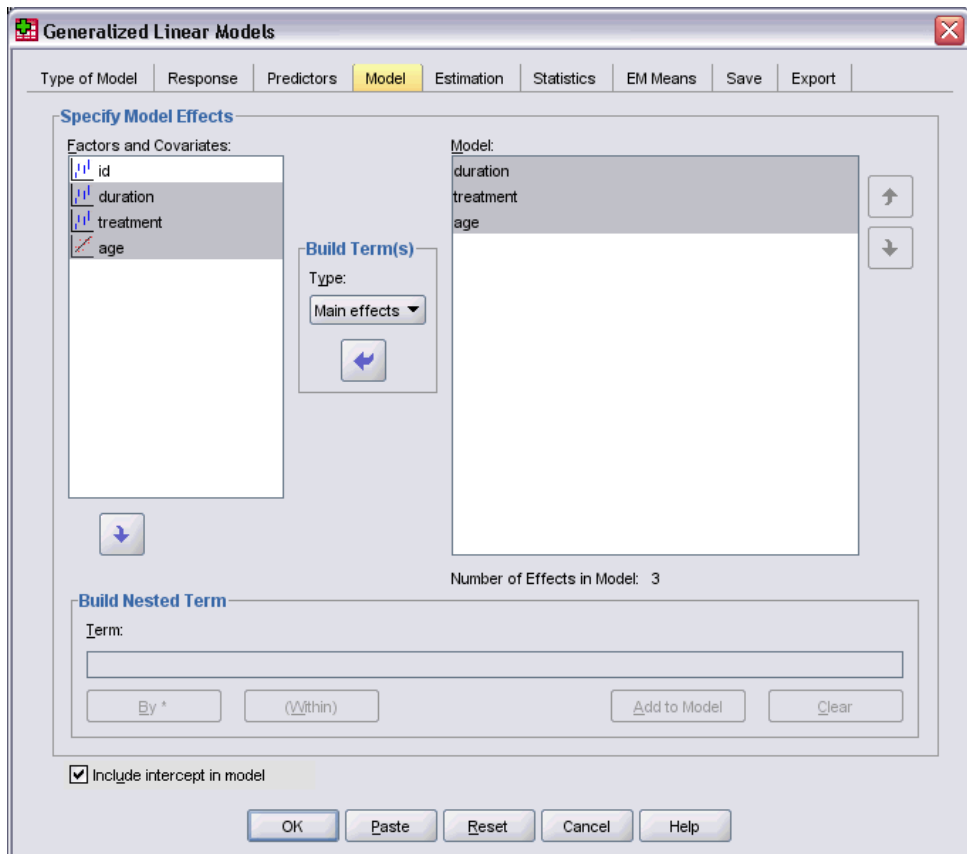 Generalized Linear Models
Type of Model Response Predictors Model Estimation Statistics EM Means Save Export
Specify Model Effects
Factors and Covariates:
id
duration
treatment
age
Build Term(s)
Type:
Main effects
Model:
duration
treatment
age
Number of Effects in Model: 3
Build Nested Term
Term:
By *
(Within)
Add to Model
Clear
Include intercept in model
OK Paste Reset Cancel Help